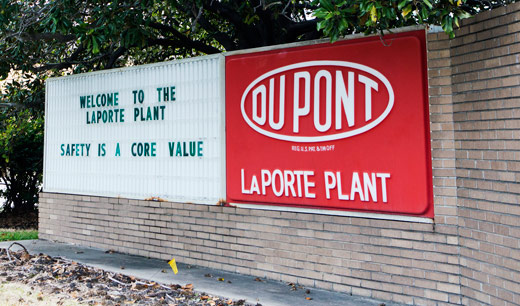 WELCOME TO THE
LAPORTE PLANT
SAFETY IS A CORE VALUE
DU PONT
REG. U.S. PAT. & TM OFF
LAPORTE PLANT